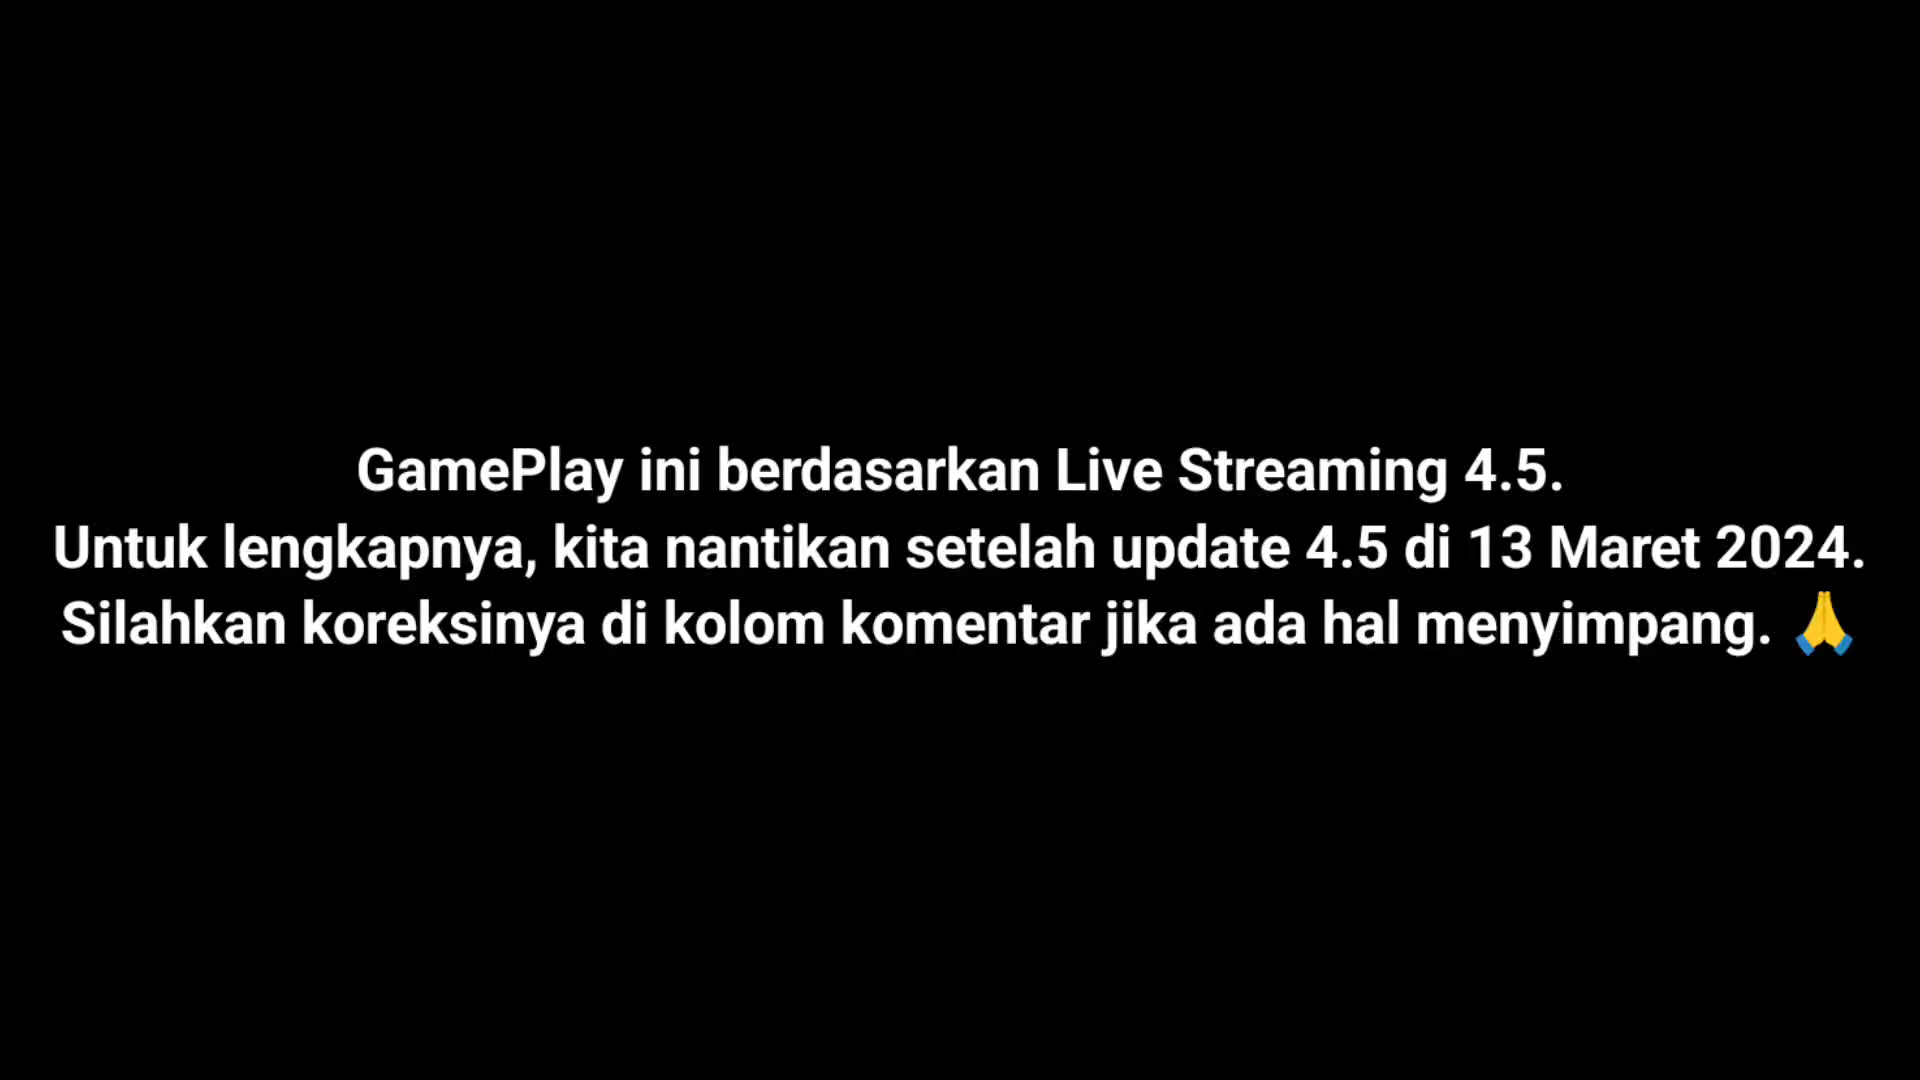 GamePlay ini berdasarkan Live Streaming 4.5.
Untuk lengkapnya, kita nantikan setelah update 4.5 di 13 Maret 2024.
Silahkan koreksinya di kolom komentar jika ada hal menyimpang. 🙏